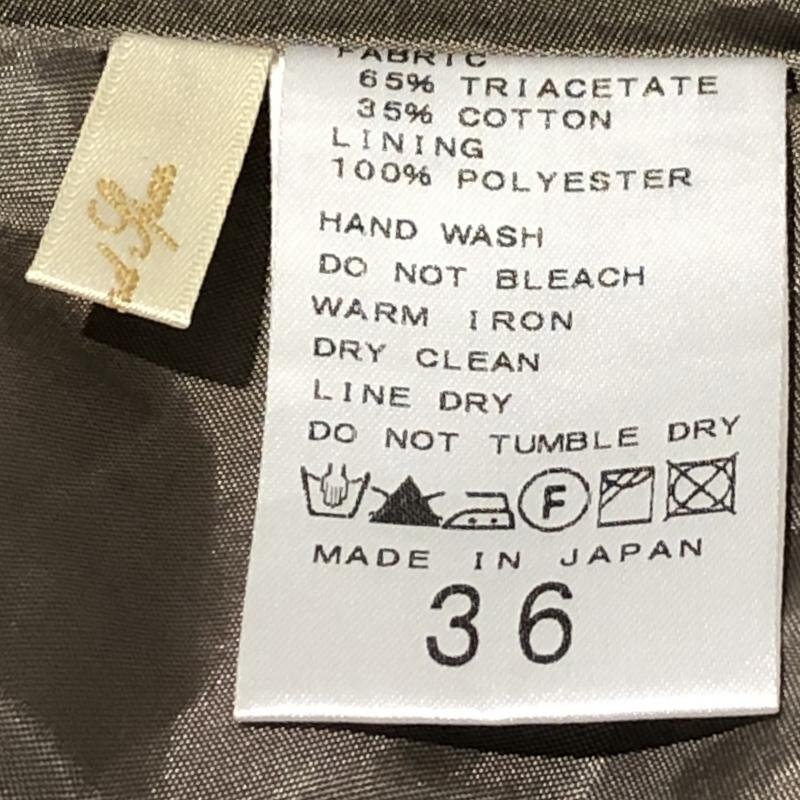 FABRIC
65% TRIACETATE
35% COTTON
LINING
100% POLYESTER
HAND WASH
DO NOT BLEACH
WARM IRON
DRY CLEAN
LINE DRY
DO NOT TUMBLE DRY
F
MADE IN JAPAN
36